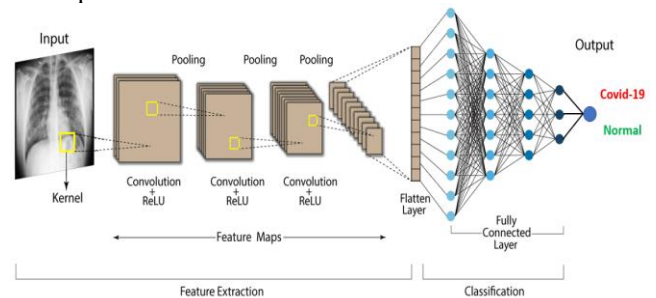 Input
Pooling
Pooling
Pooling
Output
Covid-19
Normal
Kernel
Convolution
+
ReLU
Convolution
+
ReLU
Convolution
+
ReLU
Flatten
Layer
Fully
Connected
Layer
Feature Maps
Feature Extraction
Classification